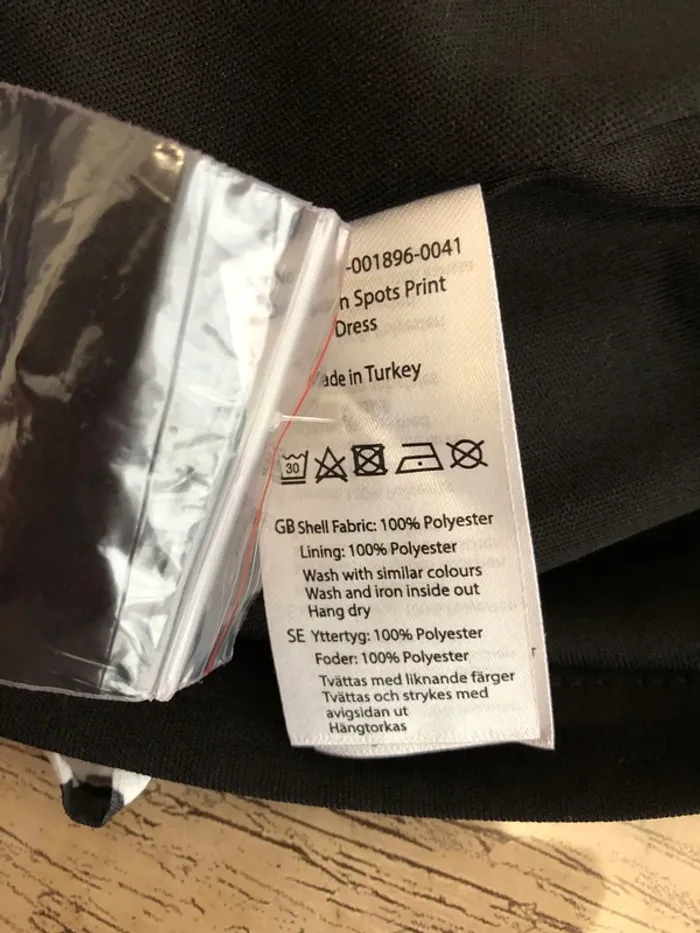 -001896-0041
n Spots Print
Dress
ade in Turkey
30
GB Shell Fabric: 100% Polyester
Lining: 100% Polyester
Wash with similar colours
Wash and iron inside out
Hang dry
SE Yttertyg: 100% Polyester
Foder: 100% Polyester
Tvättas med liknande färger
Tvättas och strykes med
avigsidan ut
Hängtorkas